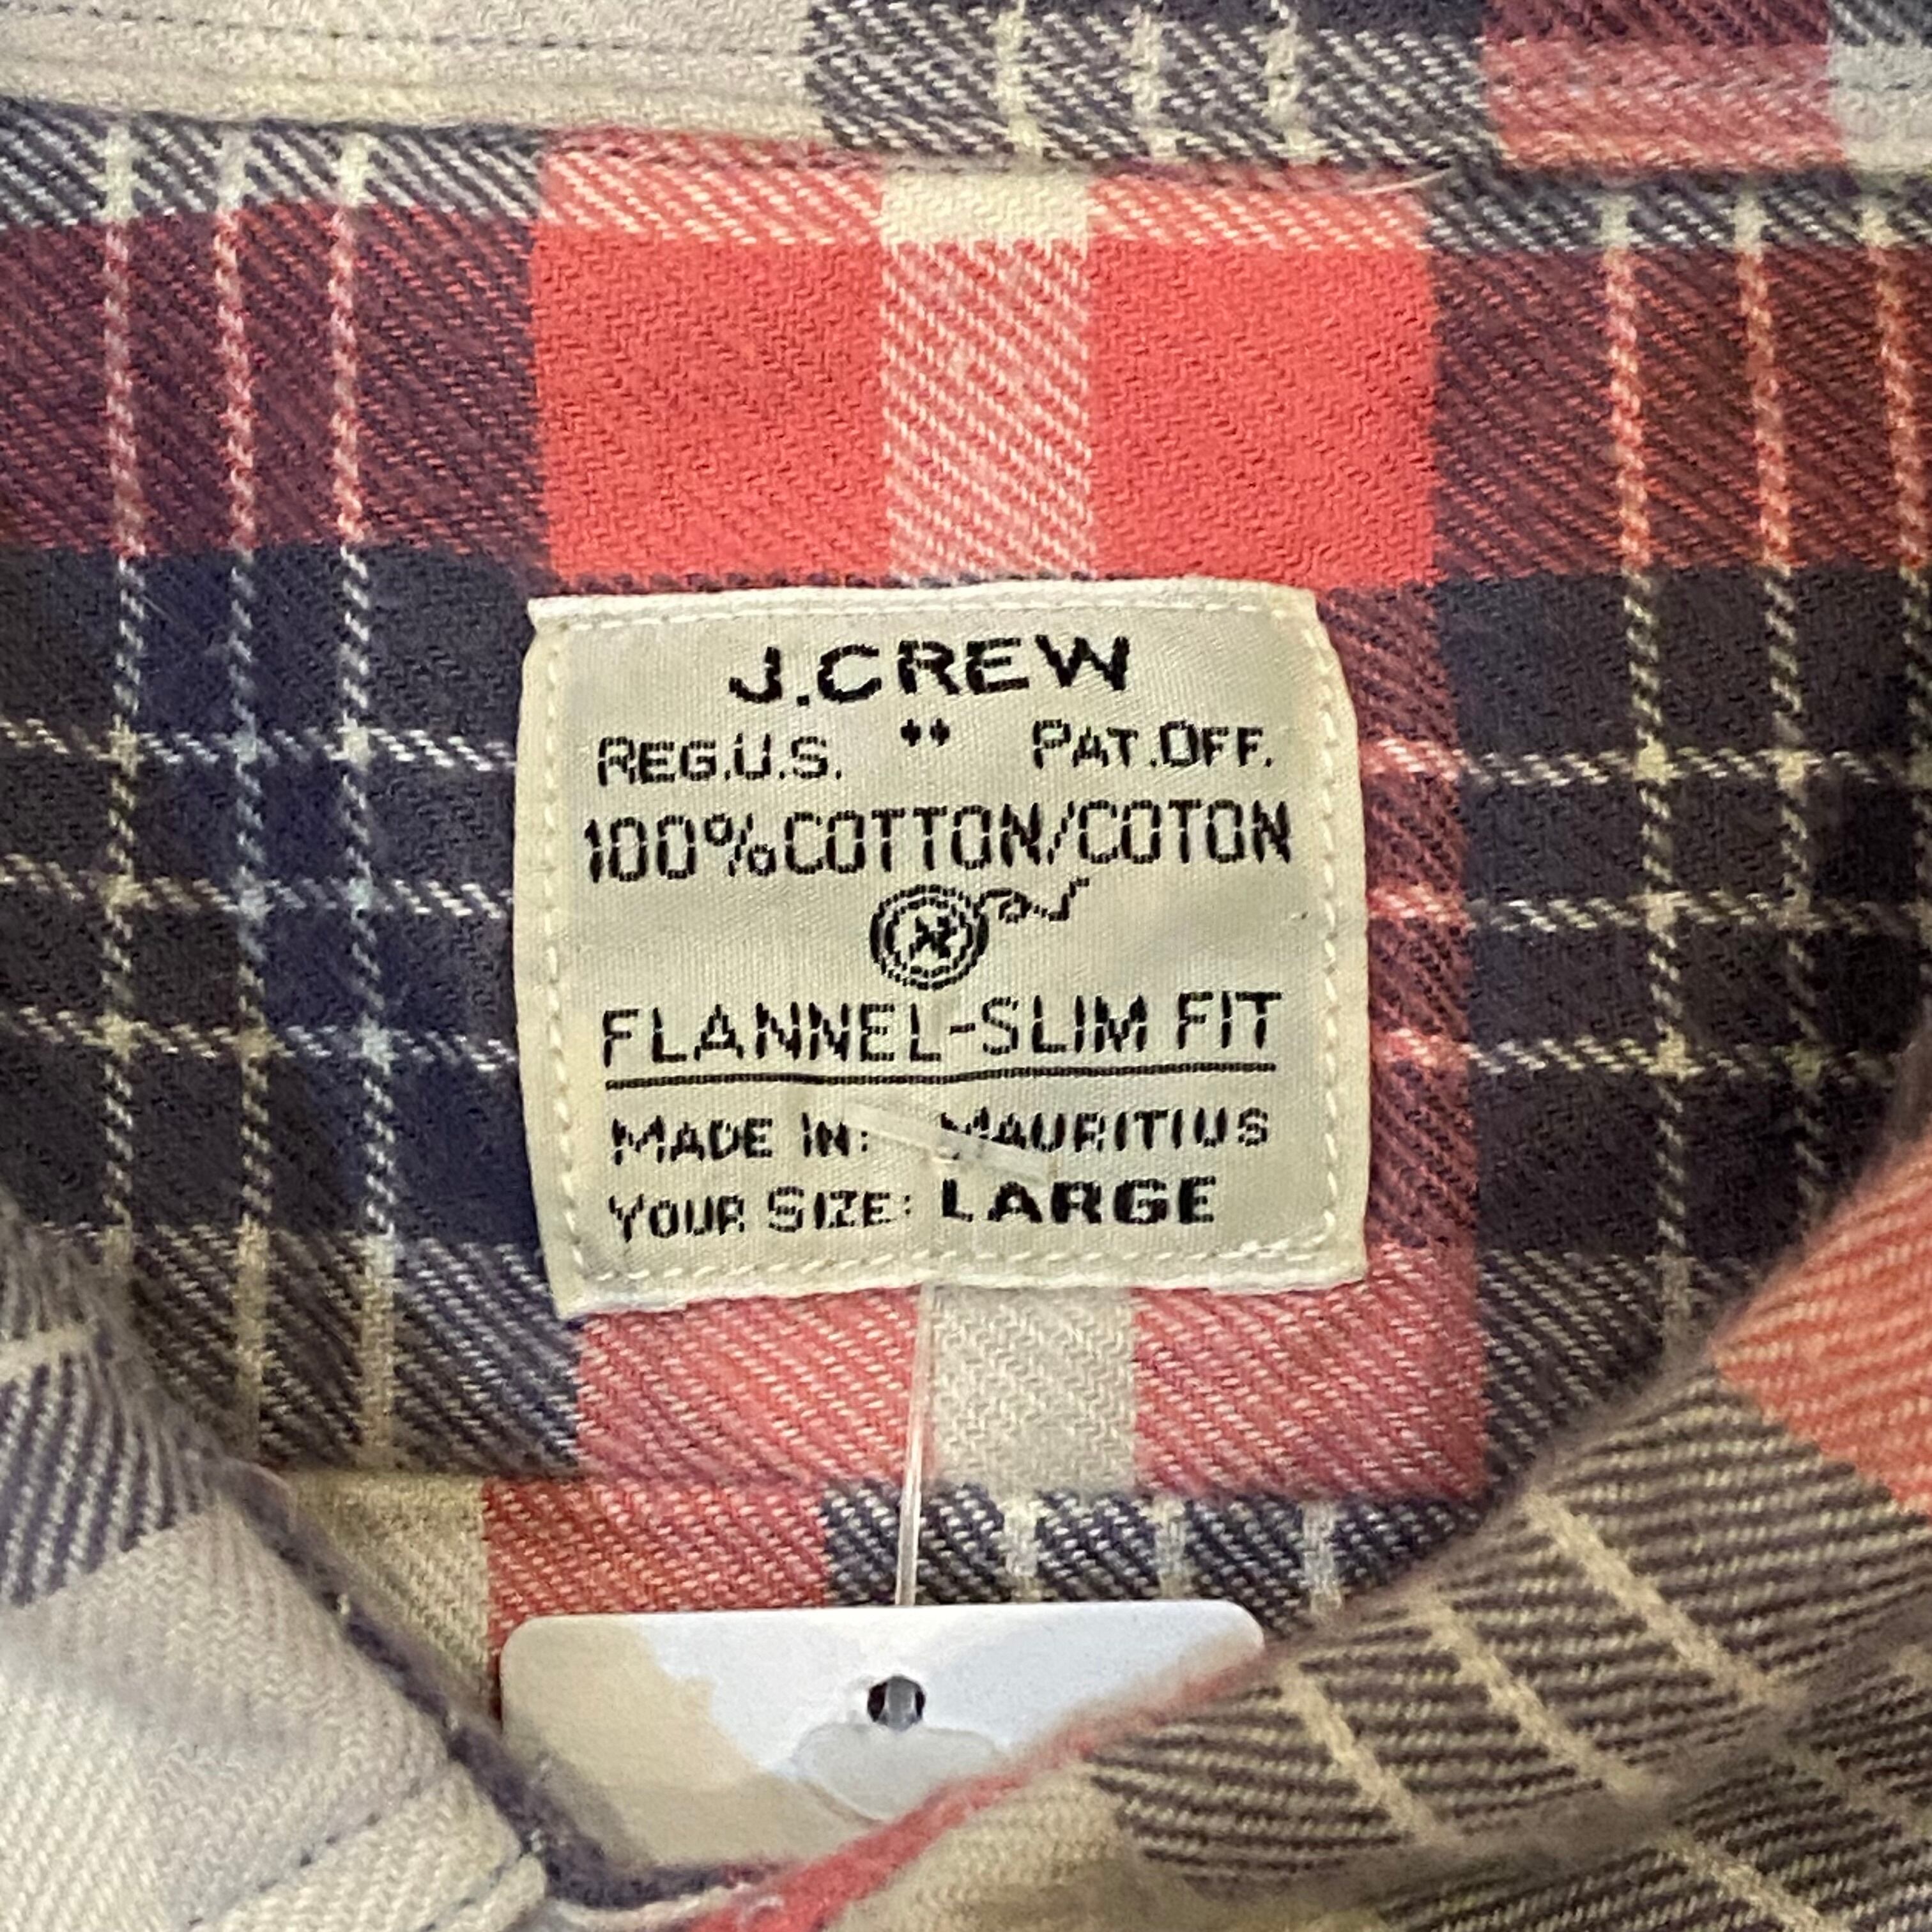 J.CREW
REG.U.S. " PAT.OFF.
100%COTTON/COTON
FLANNEL-SLIM FIT
MADE IN: MAURITIUS
YOUR SIZE: LARGE